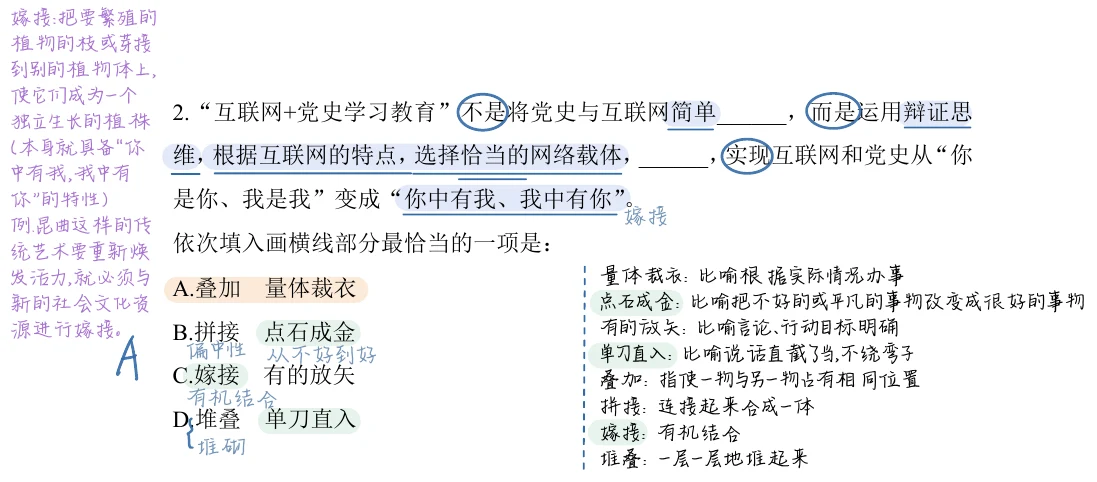 嫁接:把要繁殖的
植物的枝或芽接
到别的植物体上,
使它们成为一个
独立生长的植株
(本身就具备“你
中有我,我中有
你”的特性)
例.昆曲这样的传
统艺术要重新焕
发活力,就必须与
新的社会文化资
源进行嫁接。
2.“互联网+党史学习教育”不是将党史与互联网简单______，而是运用辩证思
维，根据互联网的特点，选择恰当的网络载体，______，实现互联网和党史从“你
是你、我是我”变成“你中有我、我中有你”。
嫁接
依次填入画横线部分最恰当的一项是：
A.叠加 量体裁衣
B.拼接 点石成金
偏中性 从不好到好
C.嫁接 有的放矢
有机结合
D.堆叠 单刀直入
堆砌
A
量体裁衣: 比喻根据实际情况办事
点石成金: 比喻把不好的或平凡的事物改变成很好的事物
有的放矢: 比喻言论、行动目标明确
单刀直入: 比喻说话直截了当,不绕弯子
叠加: 指使一物与另一物占有相同位置
拼接: 连接起来合成一体
嫁接: 有机结合
堆叠: 一层一层地堆起来